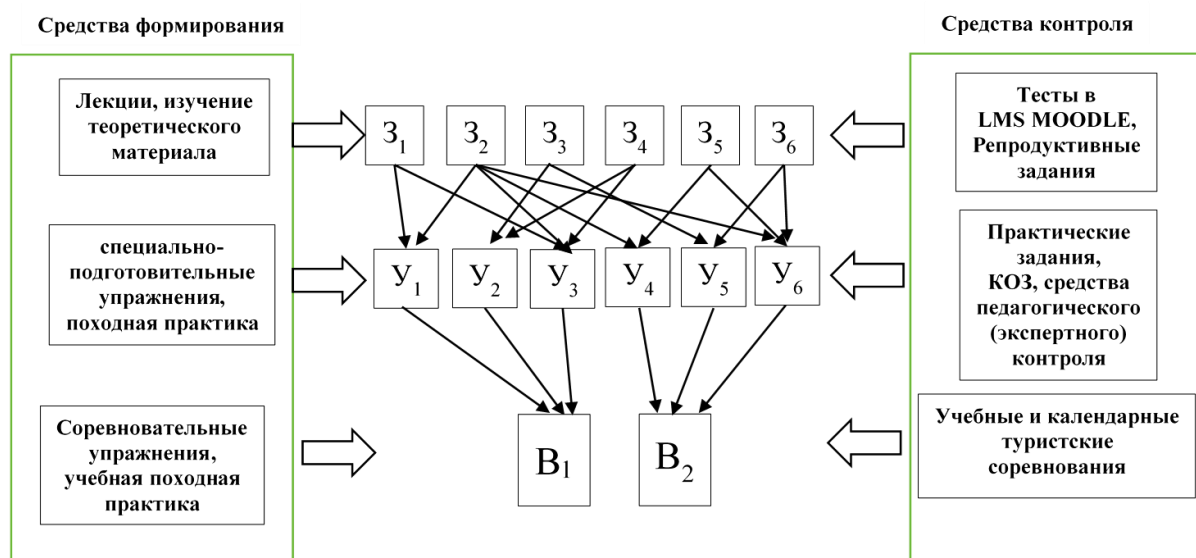 Средства формирования
Средства контроля
Лекции, изучение
теоретического
материала
З1 З2 З3 З4 З5 З6
Тесты в
LMS MOODLE,
Репродуктивные
задания
специально-
подготовительные
упражнения,
походная практика
У1 У2 У3 У4 У5 У6
Практические
задания,
КОЗ, средства
педагогического
(экспертного)
контроля
Соревновательные
упражнения,
учебная походная
практика
В1 В2
Учебные и календарные
туристские
соревнования